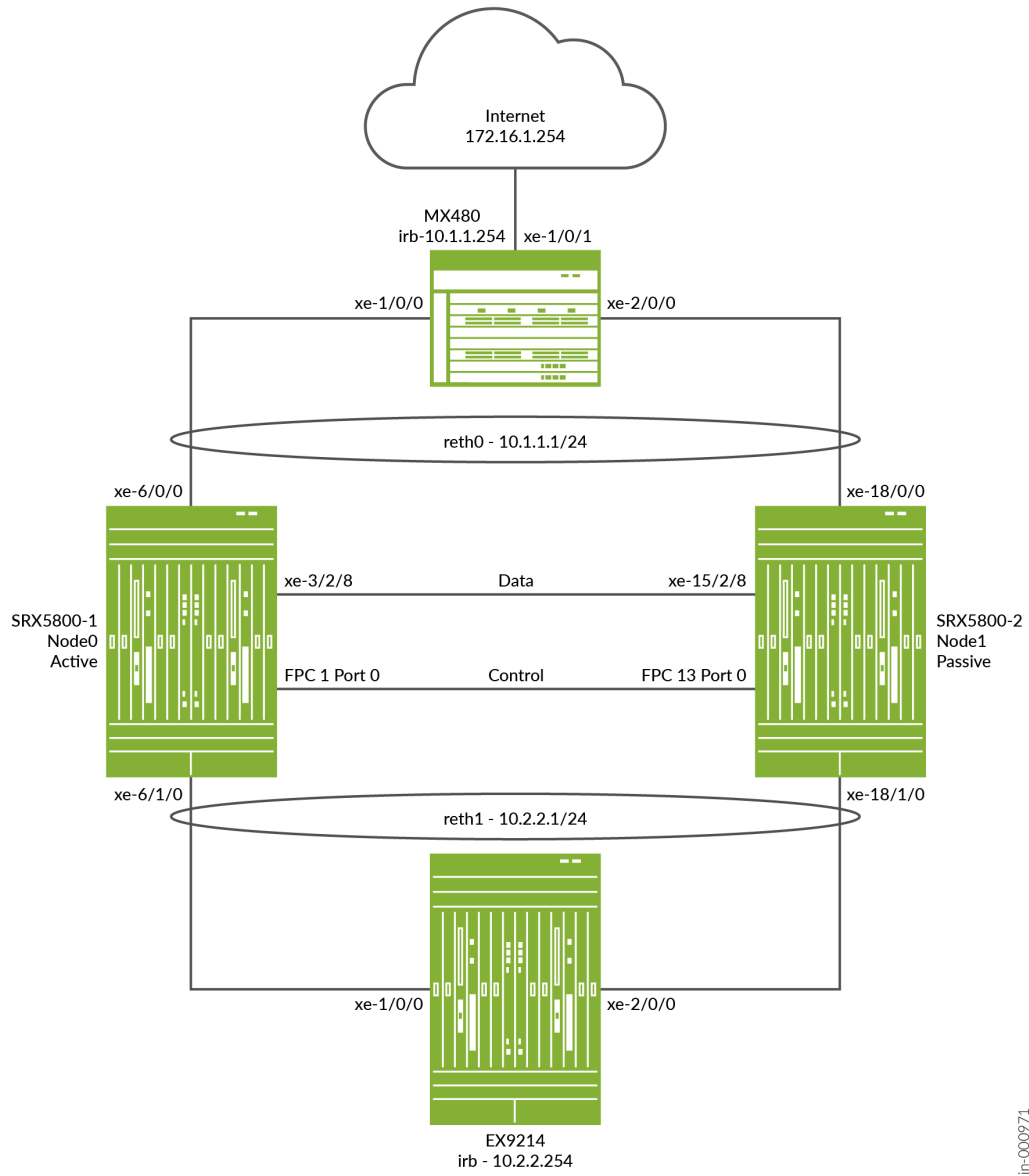 Internet
172.16.1.254
MX480
irb-10.1.1.254
xe-1/0/1
xe-1/0/0
xe-2/0/0
reth0 - 10.1.1.1/24
xe-6/0/0
xe-18/0/0
xe-3/2/8
Data
xe-15/2/8
SRX5800-1
Node0
Active
SRX5800-2
Node1
Passive
FPC 1 Port 0
Control
FPC 13 Port 0
xe-6/1/0
xe-18/1/0
reth1 - 10.2.2.1/24
xe-1/0/0
xe-2/0/0
EX9214
irb - 10.2.2.254
jn-000971